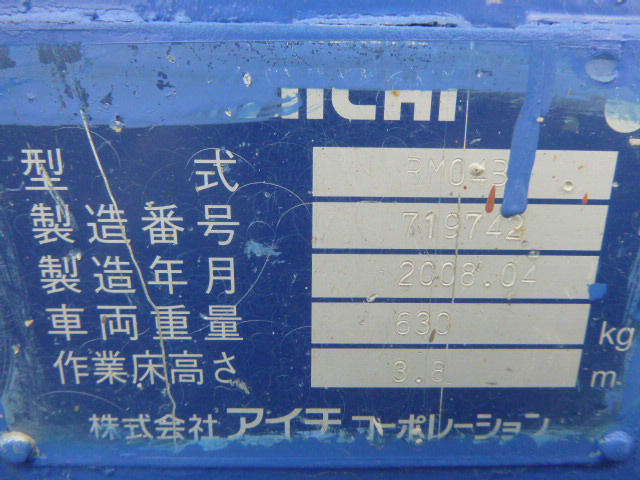 AICHI
型式 RM04B
製造番号 719742
製造年月 2008.04
車両重量 630 kg
作業床高さ 3.8 m
株式会社アイチコーポレーション